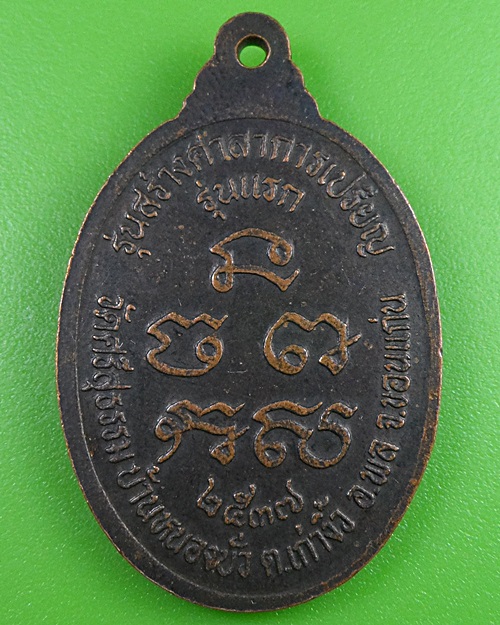 รุ่นสร้างศาลาการเปรียญ
รุ่นแรก
๒๕๓๗
วัดศรีสุธรรม บ้านหนองบัว ต.เก่างิ้ว อ.พล จ.ขอนแก่น